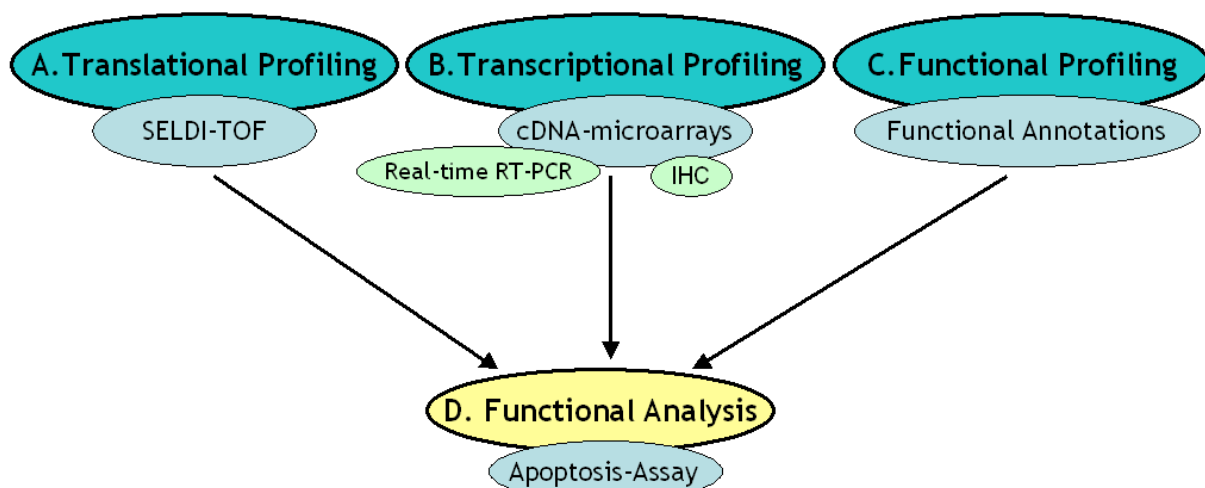 A. Translational Profiling
B. Transcriptional Profiling
C. Functional Profiling
SELDI-TOF
cDNA-microarrays
Functional Annotations
Real-time RT-PCR
IHC
D. Functional Analysis
Apoptosis-Assay